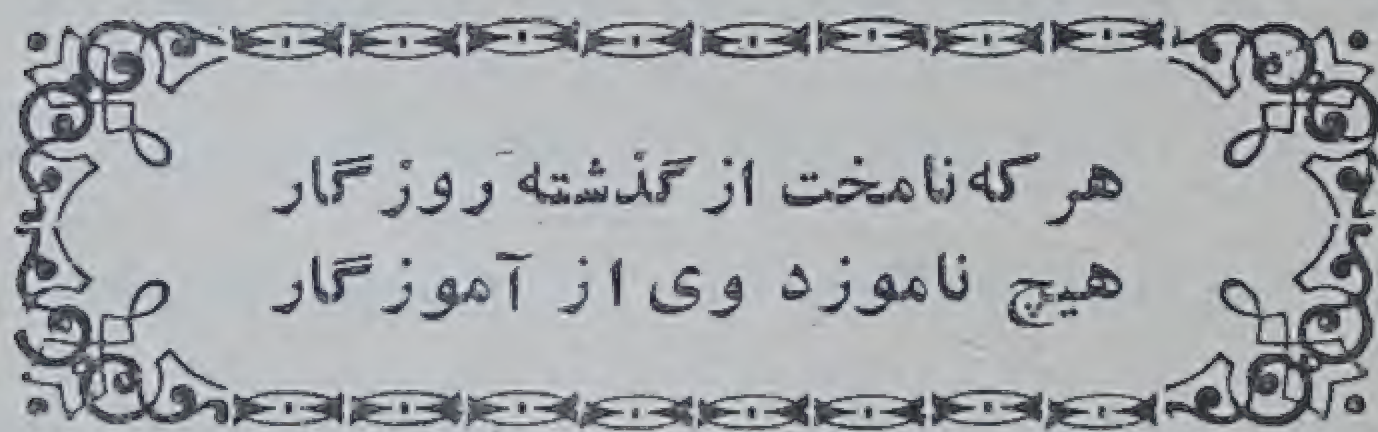 هر که نامخت از گذشته روزگار
هیچ ناموزد وی از آموزگار